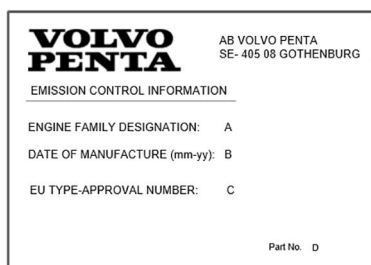 VOLVO
PENTA
AB VOLVO PENTA
SE- 405 08 GOTHENBURG
EMISSION CONTROL INFORMATION
ENGINE FAMILY DESIGNATION: A
DATE OF MANUFACTURE (mm-yy): B
EU TYPE-APPROVAL NUMBER: C
Part No. D